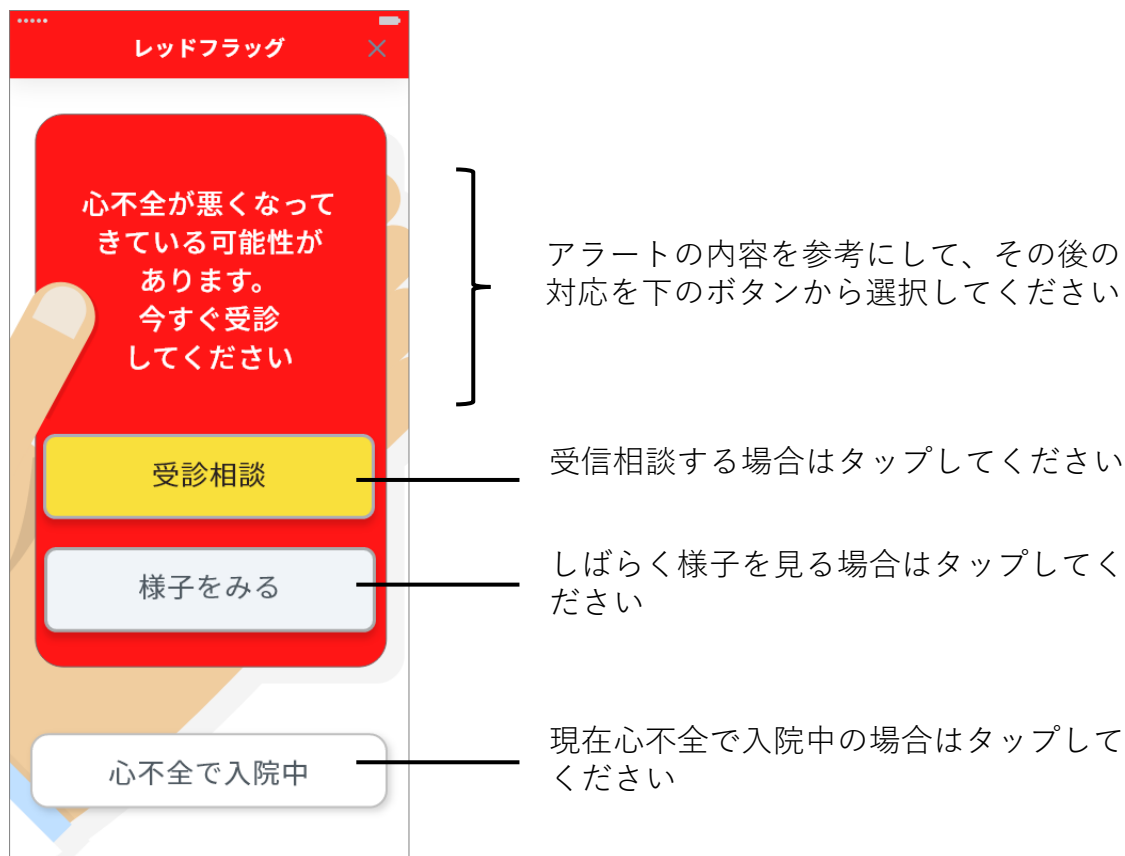 レッドフラッグ
心不全が悪くなって
きている可能性が
あります。
今すぐ受診
してください
アラートの内容を参考にして、その後の
対応を下のボタンから選択してください
受診相談
受信相談する場合はタップしてください
様子をみる
しばらく様子を見る場合はタップしてく
ださい
心不全で入院中
現在心不全で入院中の場合はタップして
ください